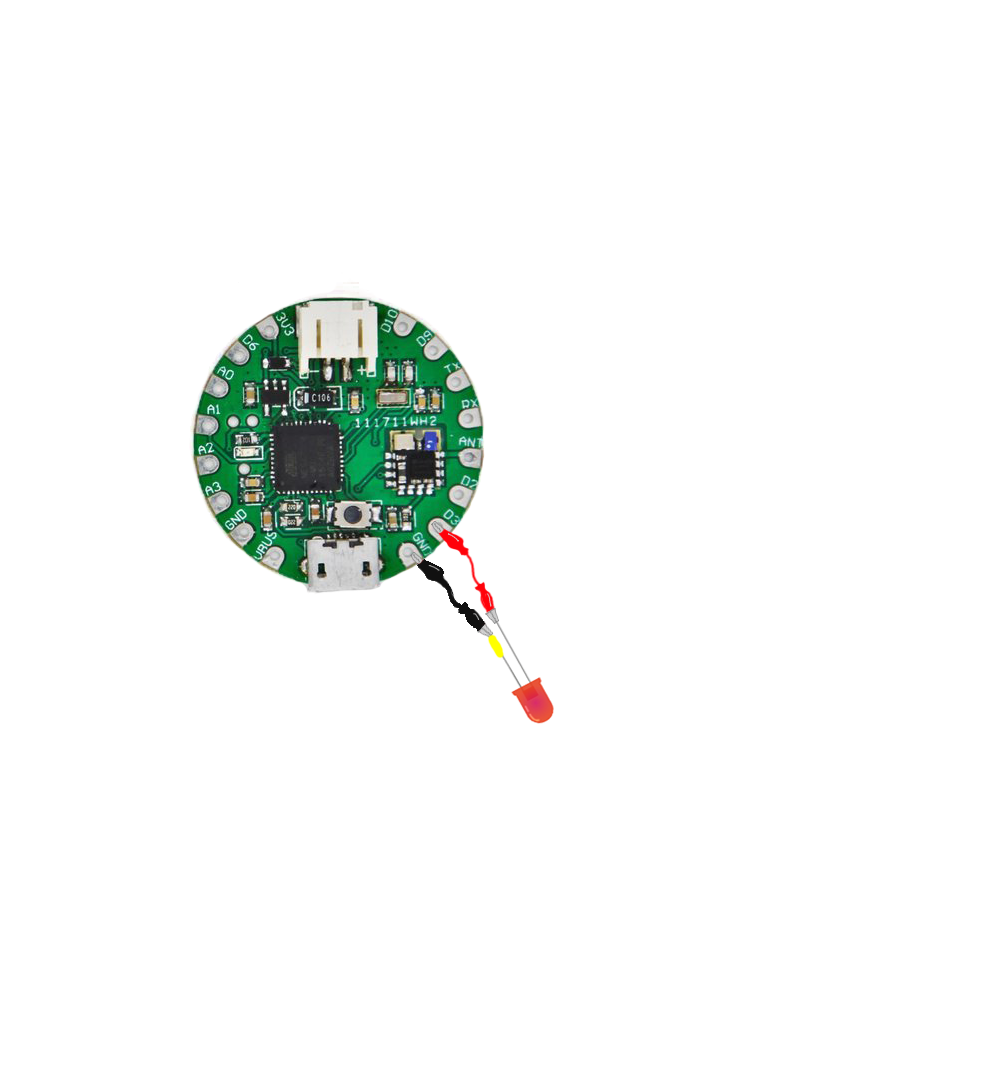 3V3
D10
D6
D9
A0
TX
A1
RX
A2
ANT
A3
D2
GND
D3
VBUS
GND
- +
C106
111711WH2